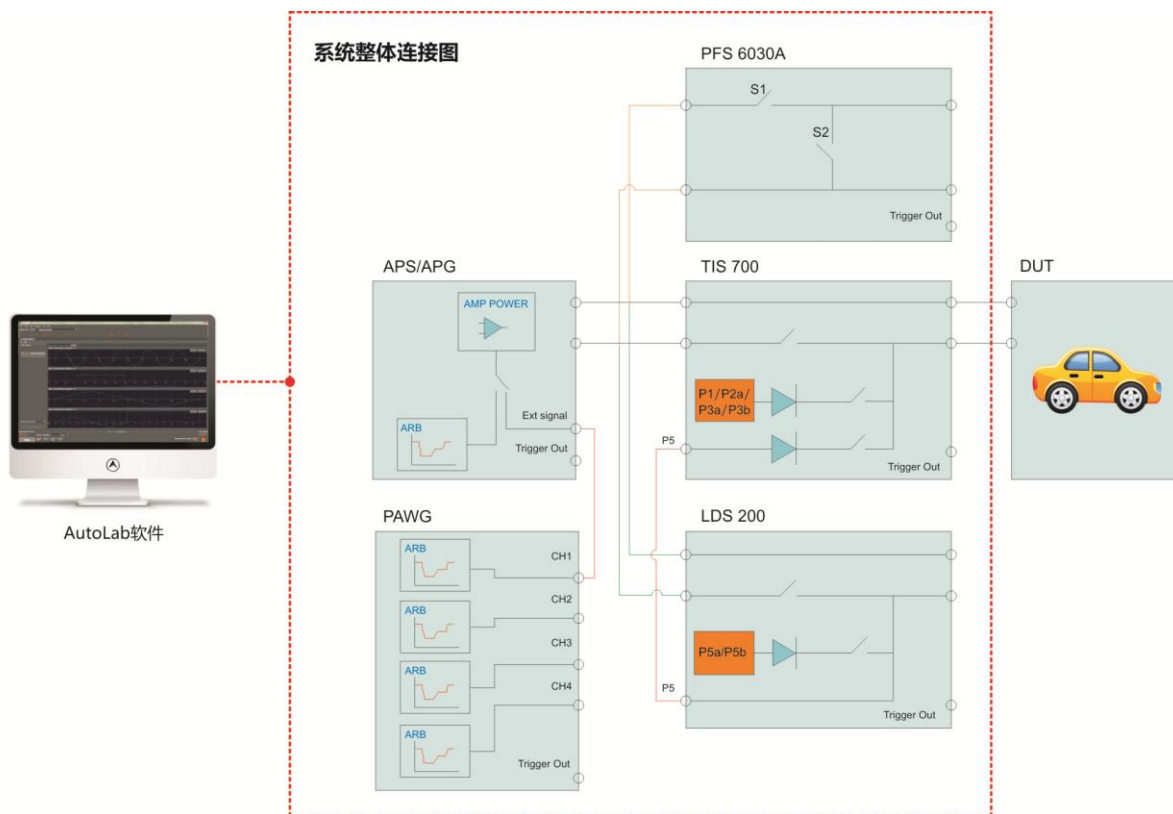 系统整体连接图
PFS 6030A
S1
S2
Trigger Out
APS/APG
AMP POWER
Ext signal
ARB
Trigger Out
TIS 700
P1/P2a/
P3a/P3b
P5
Trigger Out
DUT
AutoLab软件
PAWG
ARB
CH1
CH2
ARB
CH3
ARB
CH4
ARB
Trigger Out
LDS 200
P5a/P5b
P5
Trigger Out